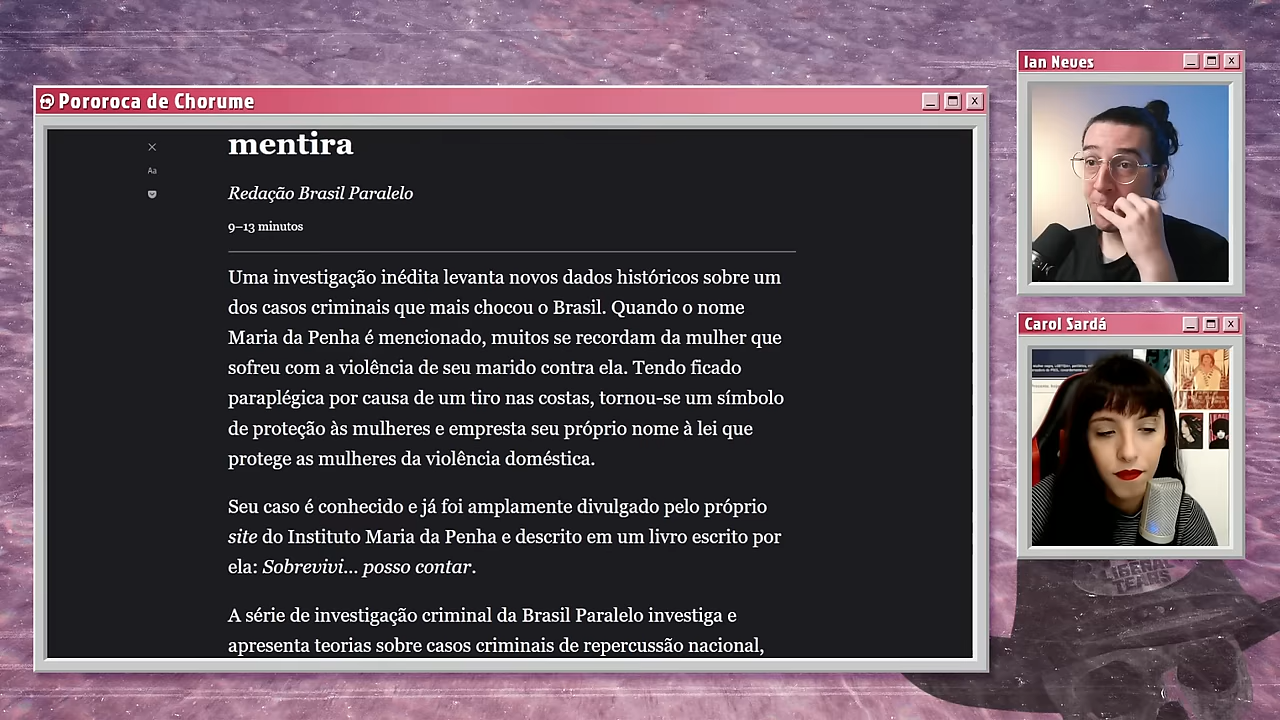 Pororoca de Chorume
mentira
Aa
Redação Brasil Paralelo
9–13 minutos
Uma investigação inédita levanta novos dados históricos sobre um
dos casos criminais que mais chocou o Brasil. Quando o nome
Maria da Penha é mencionado, muitos se recordam da mulher que
sofreu com a violência de seu marido contra ela. Tendo ficado
paraplégica por causa de um tiro nas costas, tornou-se um símbolo
de proteção às mulheres e empresta seu próprio nome à lei que
protege as mulheres da violência doméstica.
Seu caso é conhecido e já foi amplamente divulgado pelo próprio
site do Instituto Maria da Penha e descrito em um livro escrito por
ela: Sobrevivi... posso contar.
A série de investigação criminal da Brasil Paralelo investiga e
apresenta teorias sobre casos criminais de repercussão nacional,
Ian Neves
Carol Sardá
LIBERAL
TEARS